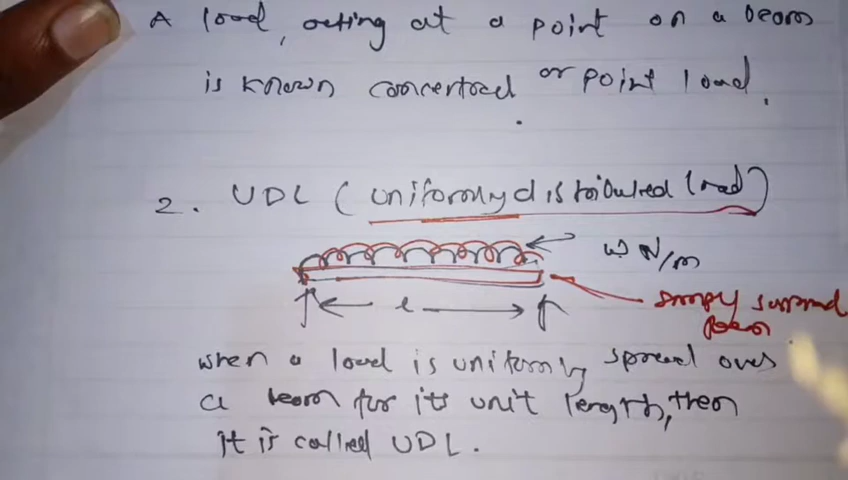 A load, acting at a point on a beam
is known concentrad or point load.
2. UDL (uniformly distributed load)
w N/m
l
simply supported
beam
when a load is uniformly spread over
a beam for its unit length, then
it is called UDL.